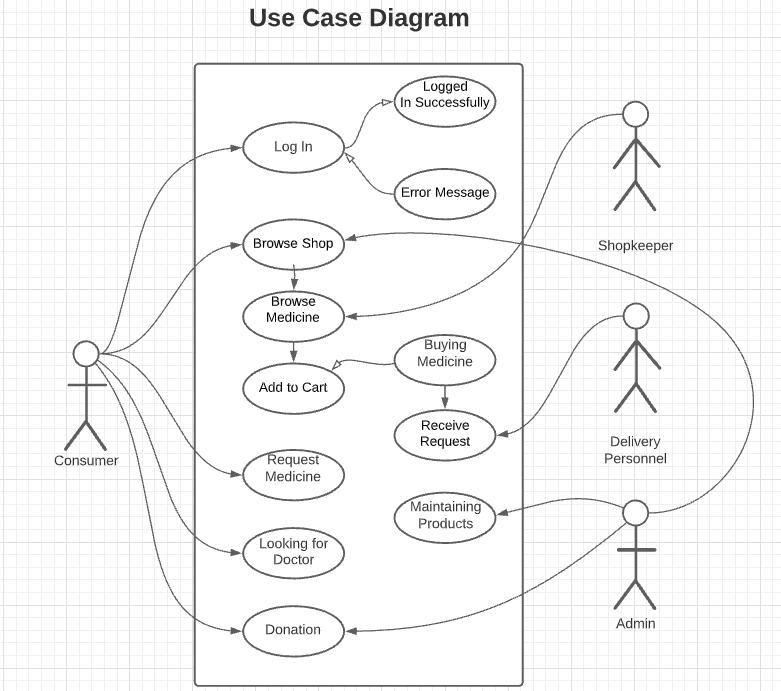 Use Case Diagram
Logged
In Successfully
Log In
Error Message
Shopkeeper
Browse Shop
Browse
Medicine
Buying
Medicine
Add to Cart
Receive
Request
Delivery
Personnel
Consumer
Request
Medicine
Maintaining
Products
Looking for
Doctor
Donation
Admin